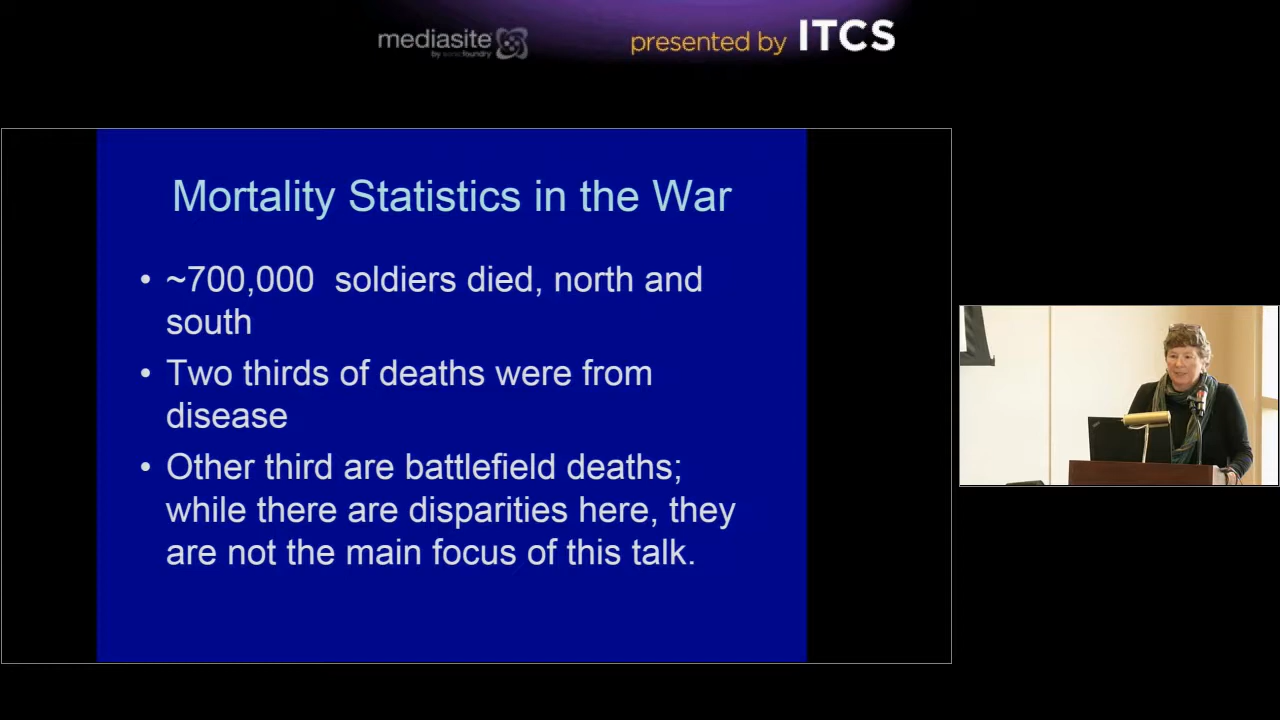 mediasite
by sonicfoundry
presented by ITCS
Mortality Statistics in the War
• ~700,000 soldiers died, north and
south
• Two thirds of deaths were from
disease
• Other third are battlefield deaths;
while there are disparities here, they
are not the main focus of this talk.